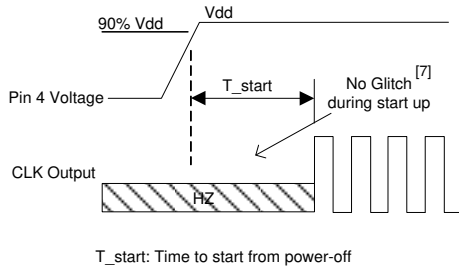 90% Vdd
Vdd
T_start
No Glitch [7]
during start up
Pin 4 Voltage
CLK Output
HZ
T_start: Time to start from power-off